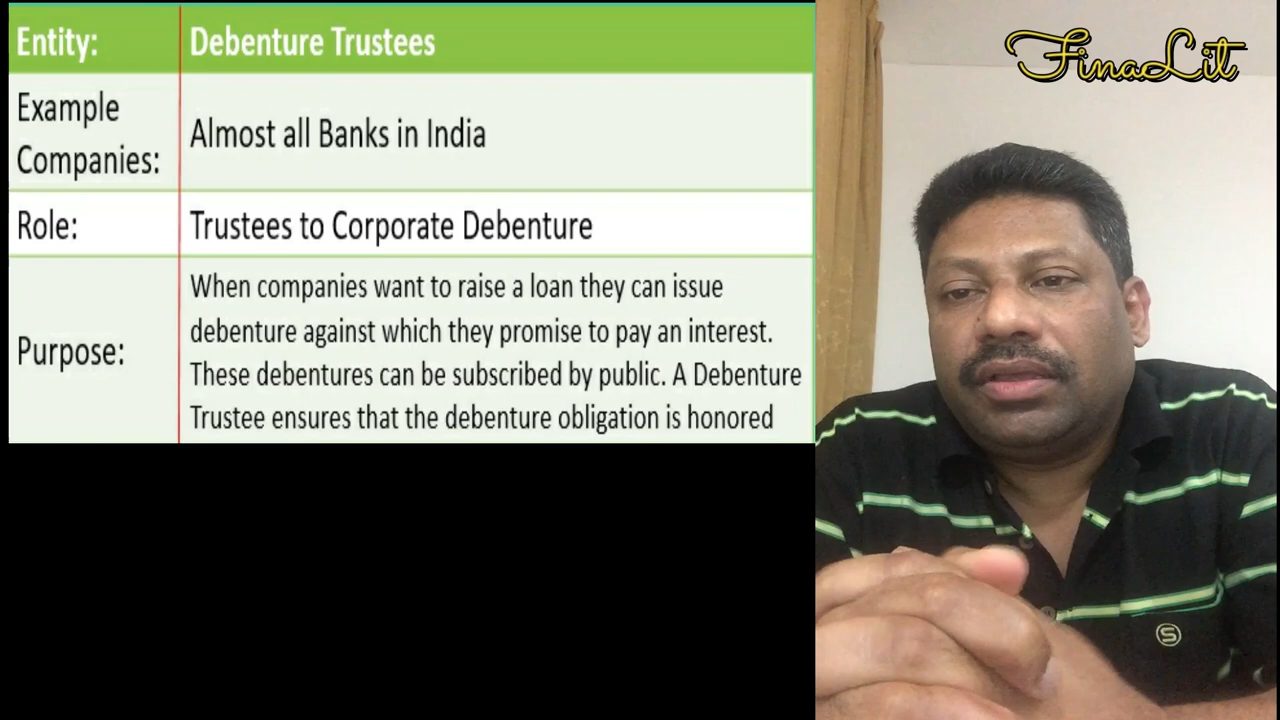 Entity:
Debenture Trustees
Example
Companies:
Almost all Banks in India
Role:
Trustees to Corporate Debenture
Purpose:
When companies want to raise a loan they can issue
debenture against which they promise to pay an interest.
These debentures can be subscribed by public. A Debenture
Trustee ensures that the debenture obligation is honored
FinaLit
S